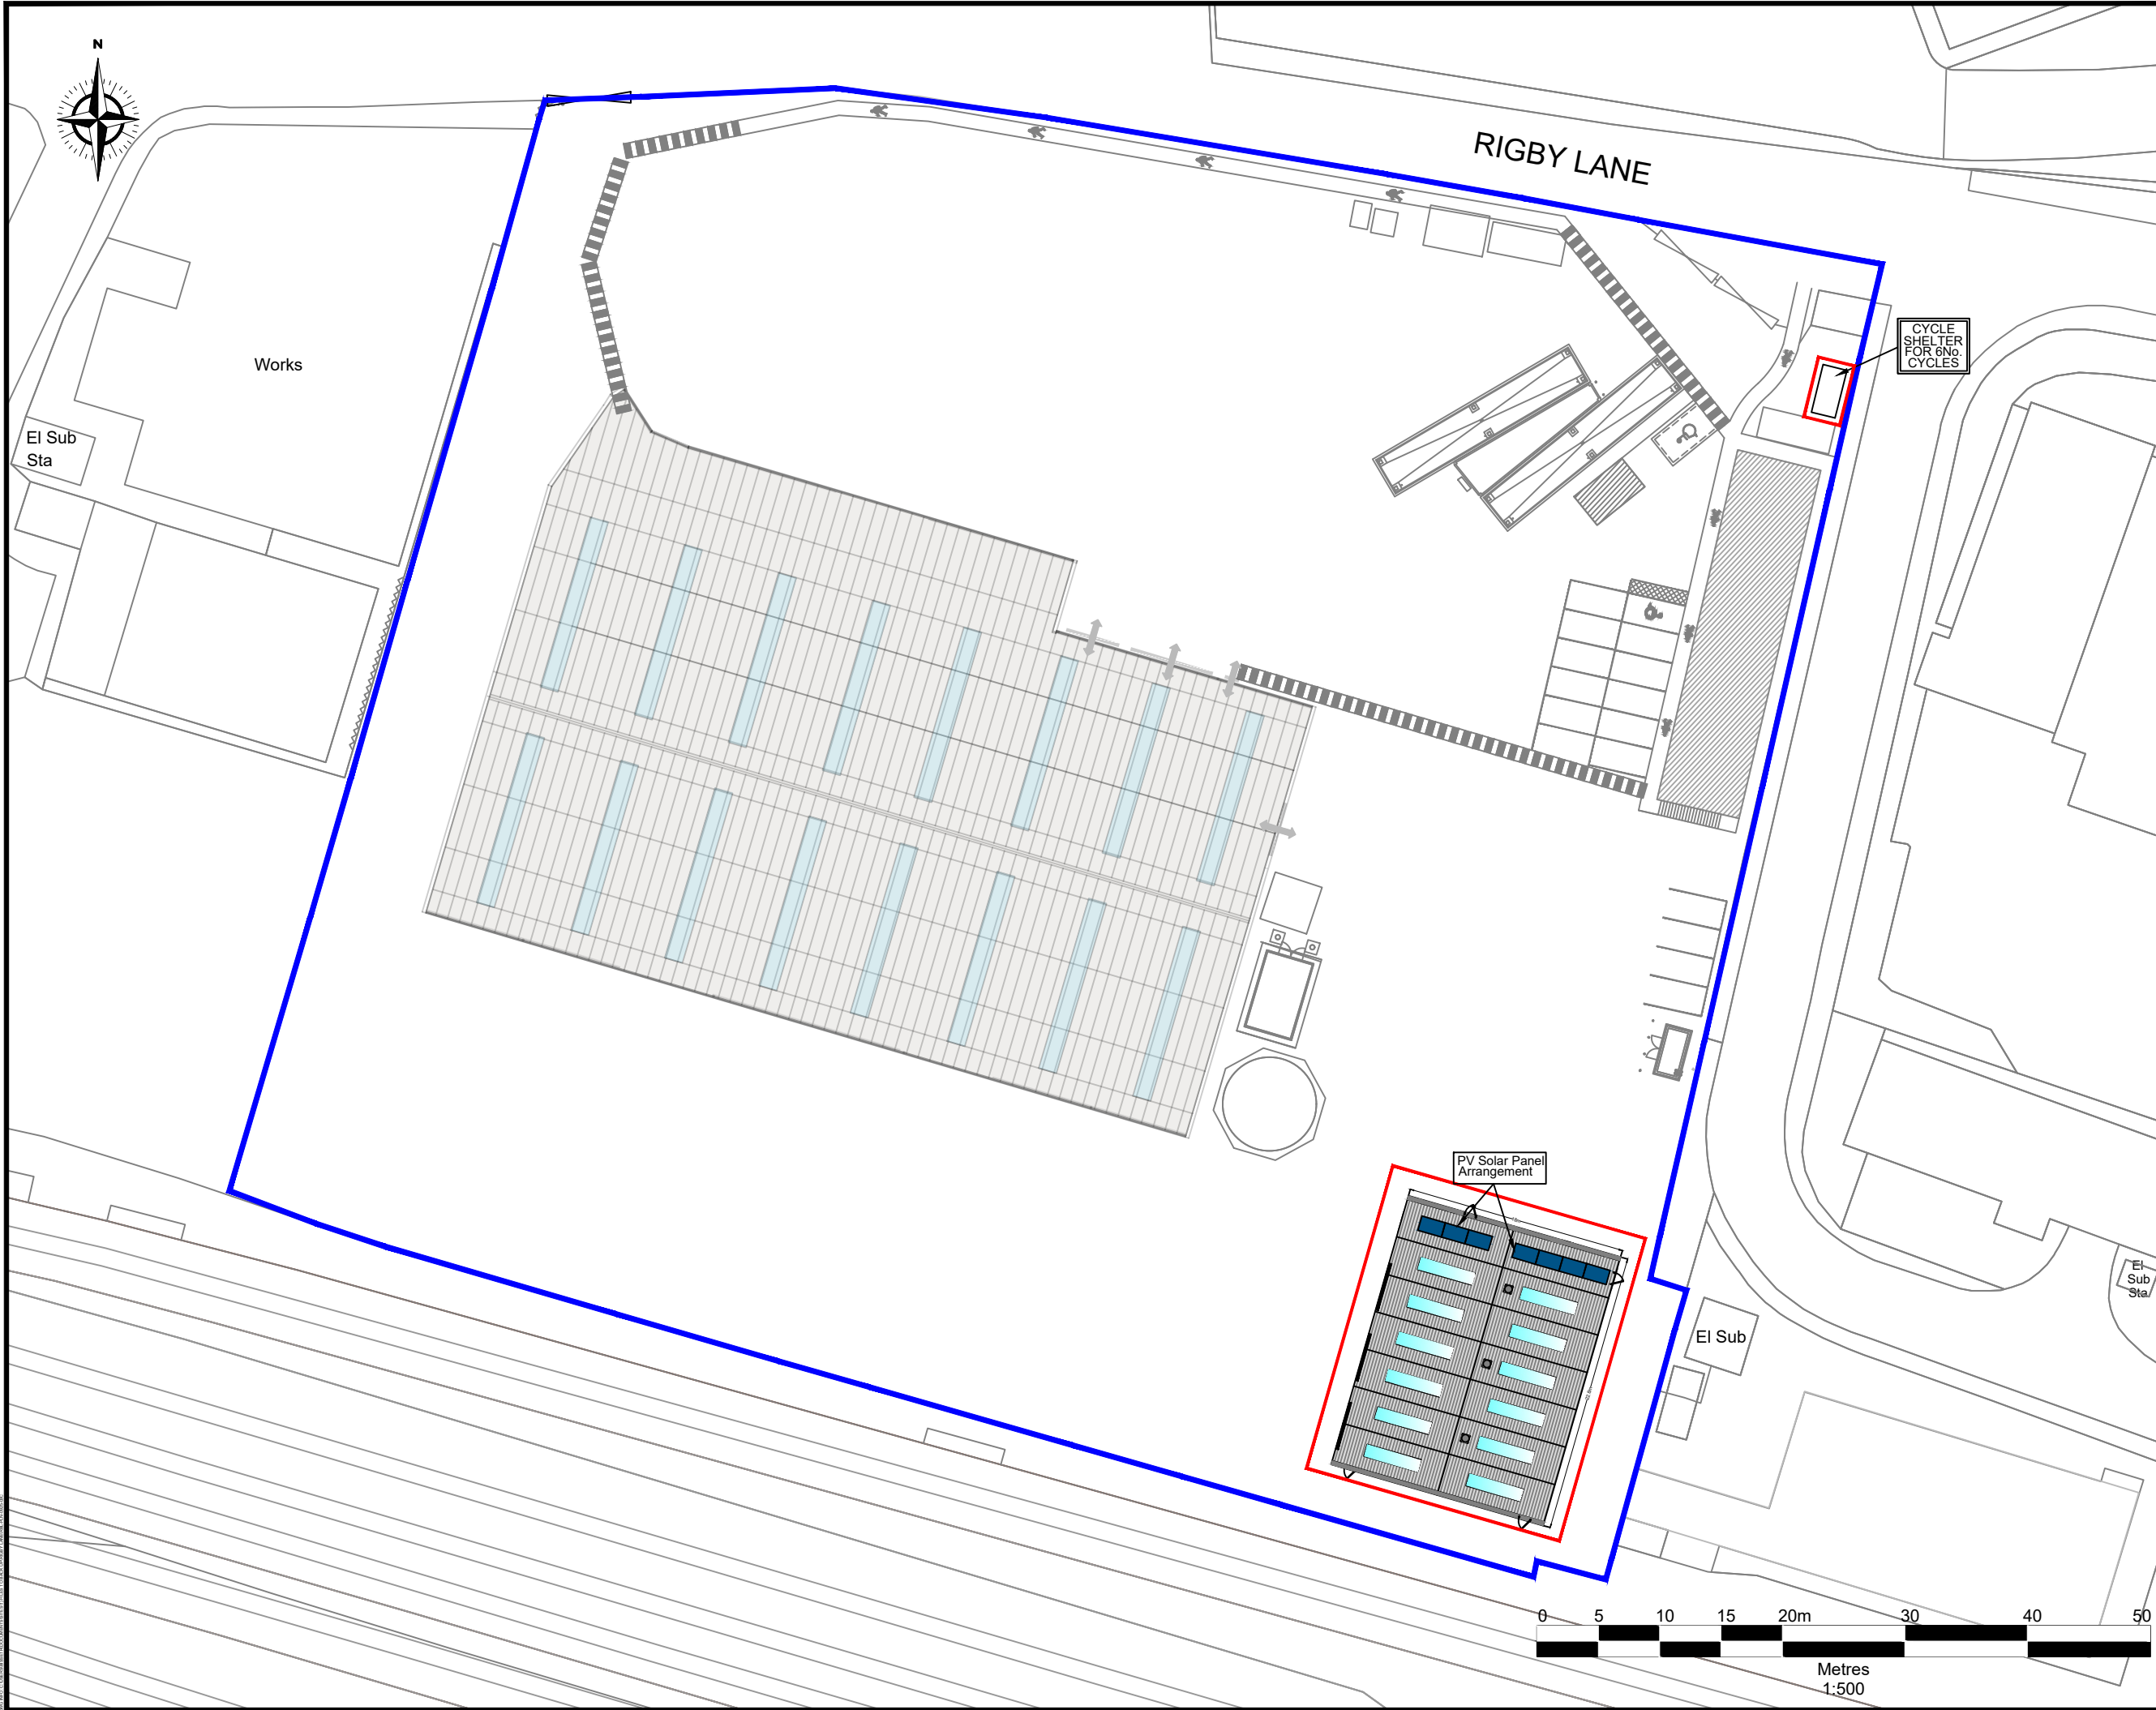 N
RIGBY LANE
CYCLE
SHELTER
FOR 6No.
CYCLES
Works
El Sub
Sta
PV Solar Panel
Arrangement
El
Sub
Sta
El Sub
0 5 10 15 20m 30 40 50
Metres
1:500